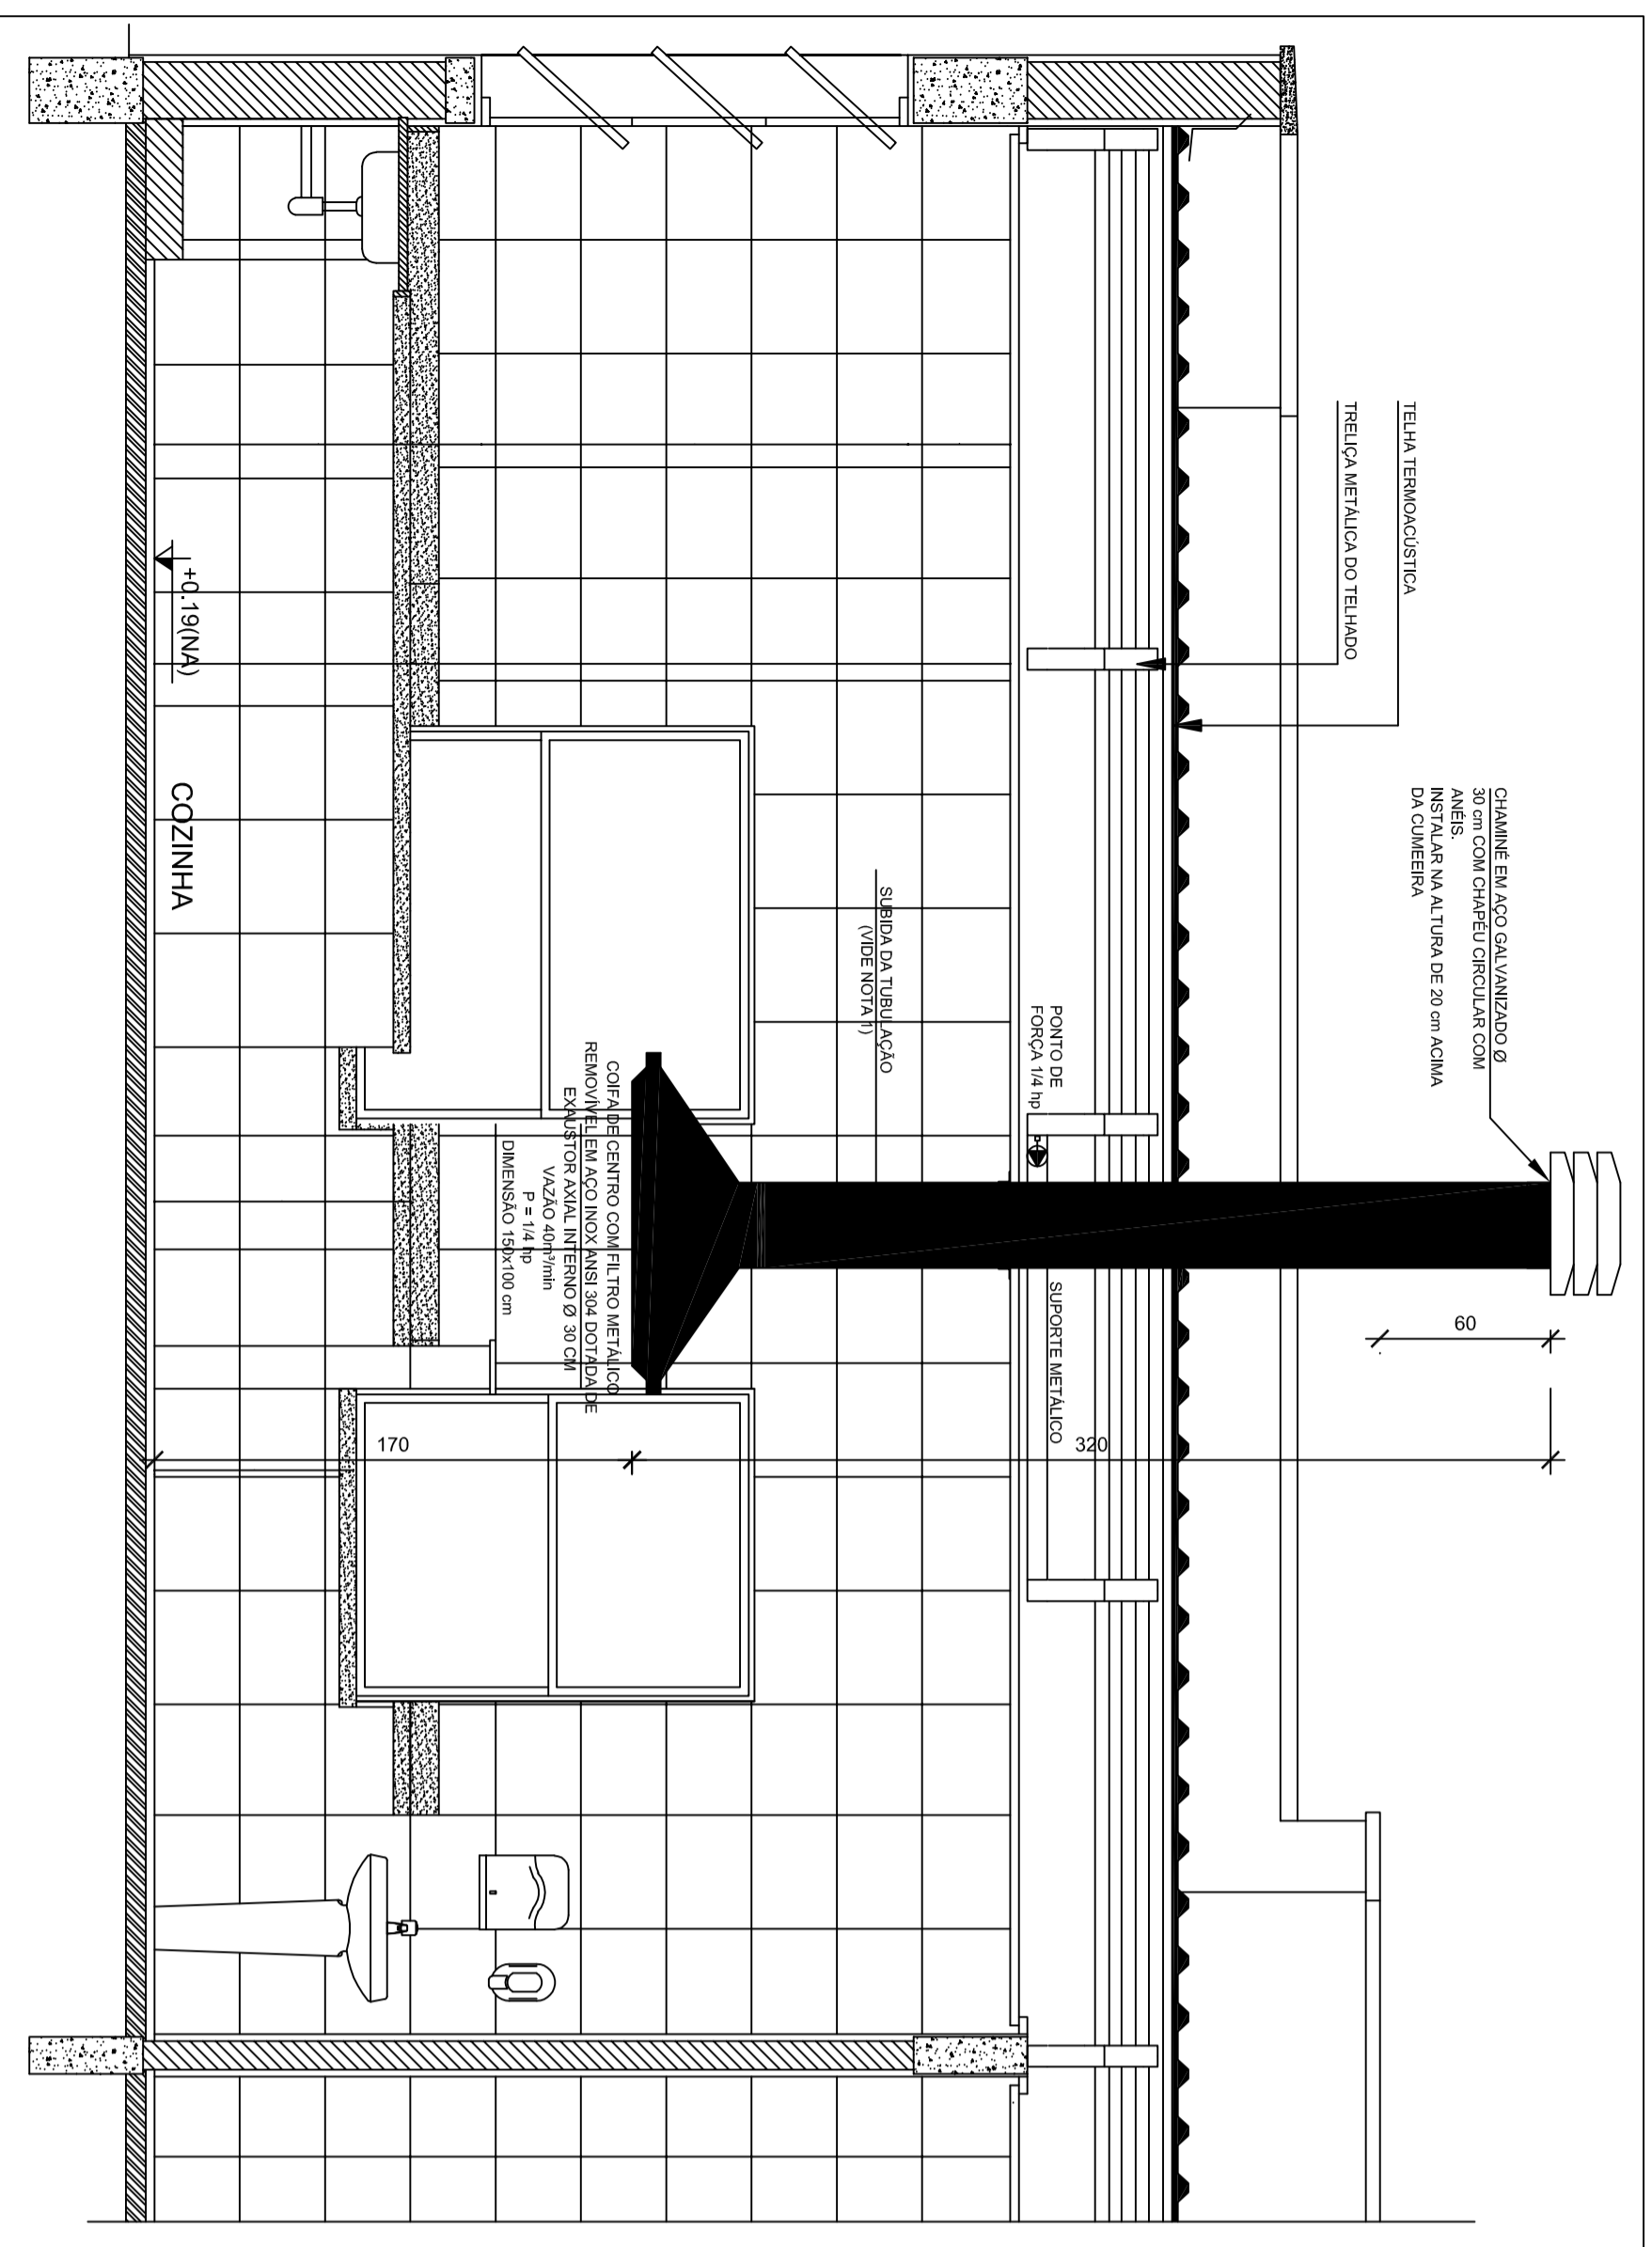 CHAMINÉ EM AÇO GALVANIZADO Ø
30 cm COM CHAPÉU CIRCULAR COM
ANÉIS.
INSTALAR NA ALTURA DE 20 cm ACIMA
DA CUMEEIRA
TELHA TERMOACÚSTICA
TRELIÇA METÁLICA DO TELHADO
60
320
PONTO DE
FORÇA 1/4 hp
SUPORTE METÁLICO
SUBIDA DA TUBULAÇÃO
(VIDE NOTA 1)
COIFA DE CENTRO COM FILTRO METÁLICO
REMOVÍVEL EM AÇO INOX ANSI 304 DOTADA DE
EXAUSTOR AXIAL INTERNO Ø 30 CM
VAZÃO 40m³/min
P = 1/4 hp
DIMENSÃO 150x100 cm
170
+0.19(NA)
COZINHA